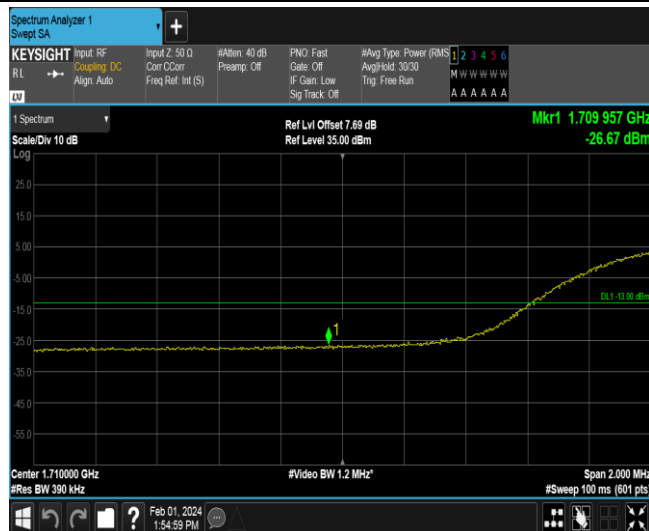 Spectrum Analyzer 1
Swept SA
KEYSIGHT
RL
LXI
Input: RF
Coupling: DC
Align: Auto
Input Z: 50 Ω
Corr CCorr
Freq Ref: Int (S)
#Atten: 40 dB
Preamp: Off
PNO: Fast
Gate: Off
IF Gain: Low
Sig Track: Off
#Avg Type: Power (RMS
Avg|Hold: 30/30
Trig: Free Run
1 2 3 4 5 6
M W W W W W
A A A A A A
1 Spectrum
Scale/Div 10 dB
Log
Ref Lvl Offset 7.69 dB
Ref Level 35.00 dBm
Mkr1 1.709 957 GHz
-26.67 dBm
25.0
15.0
5.00
-5.00
DL1 -13.00 dBm
-15.0
1
-25.0
-35.0
-45.0
-55.0
Center 1.710000 GHz
#Res BW 390 kHz
#Video BW 1.2 MHz*
Span 2.000 MHz
#Sweep 100 ms (601 pts)
?
Feb 01, 2024
1:54:59 PM